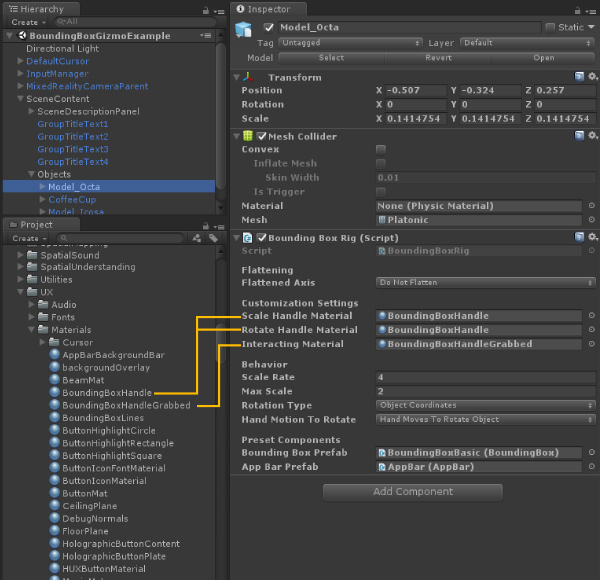 Hierarchy
Create
All
BoundingBoxGizmoExample
Directional Light
DefaultCursor
InputManager
MixedRealityCameraParent
SceneContent
SceneDescriptionPanel
GroupTitleText1
GroupTitleText2
GroupTitleText3
GroupTitleText4
Objects
Model_Octa
CoffeeCup
Model_Icosa
Project
Create
SpatialMapping
SpatialSound
SpatialUnderstanding
Utilities
UX
Audio
Fonts
Materials
Cursor
AppBarBackgroundBar
backgroundOverlay
BeamMat
BoundingBoxHandle
BoundingBoxHandleGrabbed
BoundingBoxLines
ButtonHighlightCircle
ButtonHighlightRectangle
ButtonHighlightSquare
ButtonIconFontMaterial
ButtonIconMaterial
ButtonMat
CeilingPlane
DebugNormals
FloorPlane
HolographicButtonContent
HolographicButtonPlate
HUXButtonMaterial
Inspector
Model_Octa
Static
Tag Untagged Layer Default
Model Select Revert Open
Transform
Position X -0.507 Y -0.324 Z 0.257
Rotation X 0 Y 0 Z 0
Scale X 0.1414754 Y 0.1414754 Z 0.1414754
Mesh Collider
Convex
Inflate Mesh
Skin Width 0.01
Is Trigger
Material None (Physic Material)
Mesh Platonic
Bounding Box Rig (Script)
Script BoundingBoxRig
Flattening
Flattened Axis Do Not Flatten
Customization Settings
Scale Handle Material BoundingBoxHandle
Rotate Handle Material BoundingBoxHandle
Interacting Material BoundingBoxHandleGrabbed
Behavior
Scale Rate 4
Max Scale 2
Rotation Type Object Coordinates
Hand Motion To Rotate Hand Moves To Rotate Object
Preset Components
Bounding Box Prefab BoundingBoxBasic (BoundingBox)
App Bar Prefab AppBar (AppBar)
Add Component